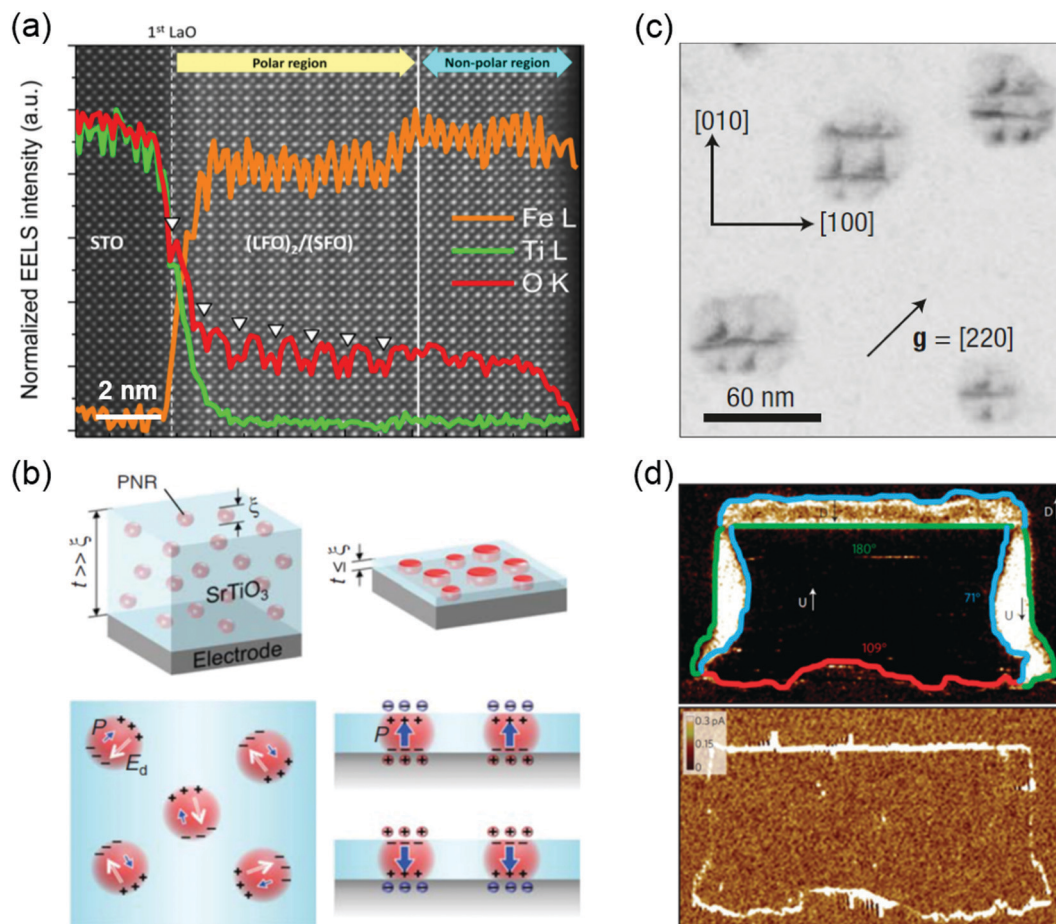 (a)
1st LaO
Polar region
Non-polar region
Normalized EELS intensity (a.u.)
STO
(LFO)2/(SFO)
Fe L
Ti L
O K
2 nm
(b)
PNR
ξ
t >> ξ
SrTiO3
Electrode
t ≤ ξ
P
Ed
P
(c)
[010]
[100]
g = [220]
60 nm
(d)
D
180°
U
71°
U
109°
0.3 pA
0.15
0